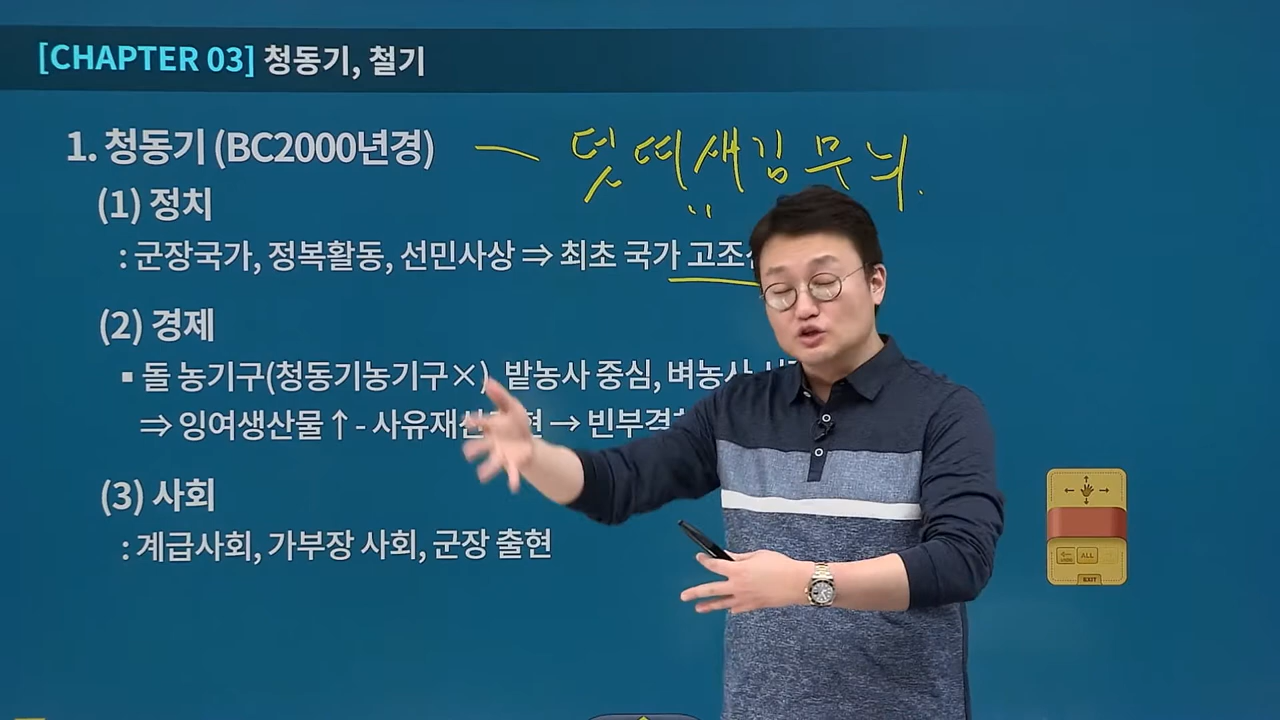 [CHAPTER 03] 청동기, 철기
1. 청동기 (BC2000년경) — 덧띠새김무늬.
(1) 정치
: 군장국가, 정복활동, 선민사상 ⇒ 최초 국가
(2) 경제
▪ 돌 농기구(청동기농기구×), 밭농사 중심, 벼농사
⇒ 잉여생산물↑ - 사유재산 → 빈부격차
(3) 사회
: 계급사회, 가부장 사회, 군장 출현
ALL
EXIT